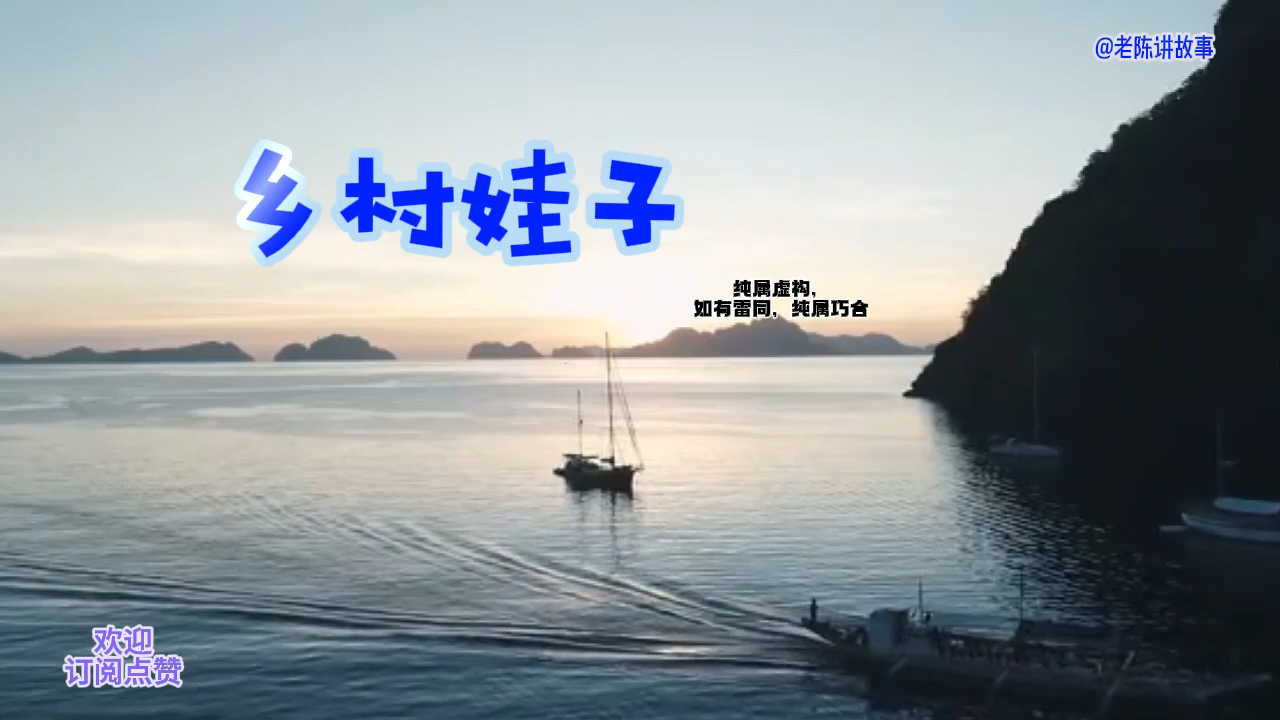 @老陈讲故事
乡村娃子
纯属虚构，
如有雷同，纯属巧合
欢迎
订阅点赞